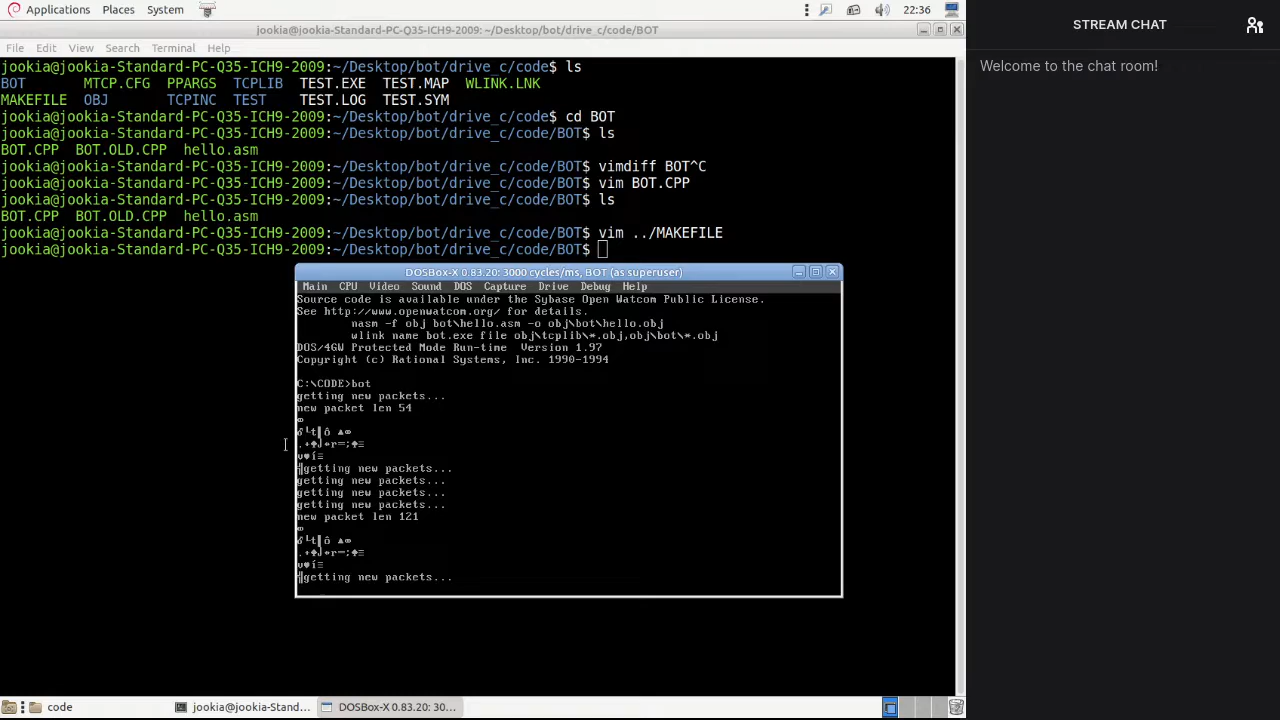 Applications Places System 22:36
jookia@jookia-Standard-PC-Q35-ICH9-2009: ~/Desktop/bot/drive_c/code/BOT
File Edit View Search Terminal Help
jookia@jookia-Standard-PC-Q35-ICH9-2009:~/Desktop/bot/drive_c/code$ ls
BOT MTCP.CFG PPARGS TCPLIB TEST.EXE TEST.MAP WLINK.LNK
MAKEFILE OBJ TCPINC TEST TEST.LOG TEST.SYM
jookia@jookia-Standard-PC-Q35-ICH9-2009:~/Desktop/bot/drive_c/code$ cd BOT
jookia@jookia-Standard-PC-Q35-ICH9-2009:~/Desktop/bot/drive_c/code/BOT$ ls
BOT.CPP BOT.OLD.CPP hello.asm
jookia@jookia-Standard-PC-Q35-ICH9-2009:~/Desktop/bot/drive_c/code/BOT$ vimdiff BOT^C
jookia@jookia-Standard-PC-Q35-ICH9-2009:~/Desktop/bot/drive_c/code/BOT$ vim BOT.CPP
jookia@jookia-Standard-PC-Q35-ICH9-2009:~/Desktop/bot/drive_c/code/BOT$ ls
BOT.CPP BOT.OLD.CPP hello.asm
jookia@jookia-Standard-PC-Q35-ICH9-2009:~/Desktop/bot/drive_c/code/BOT$ vim ../MAKEFILE
jookia@jookia-Standard-PC-Q35-ICH9-2009:~/Desktop/bot/drive_c/code/BOT$
DOSBox-X 0.83.20: 3000 cycles/ms, BOT (as superuser)
Main CPU Video Sound DOS Capture Drive Debug Help
Source code is available under the Sybase Open Watcom Public License.
See http://www.openwatcom.org/ for details.
nasm -f obj bot\hello.asm -o obj\bot\hello.obj
wlink name bot.exe file obj\tcplib\*.obj,obj\bot\*.obj
DOS/4GW Protected Mode Run-time Version 1.97
Copyright (c) Rational Systems, Inc. 1990-1994
C:\CODE>bot
getting new packets...
new packet len 54
getting new packets...
getting new packets...
getting new packets...
getting new packets...
new packet len 121
getting new packets...
code jookia@jookia-Stand... DOSBox-X 0.83.20: 30...
STREAM CHAT
Welcome to the chat room!